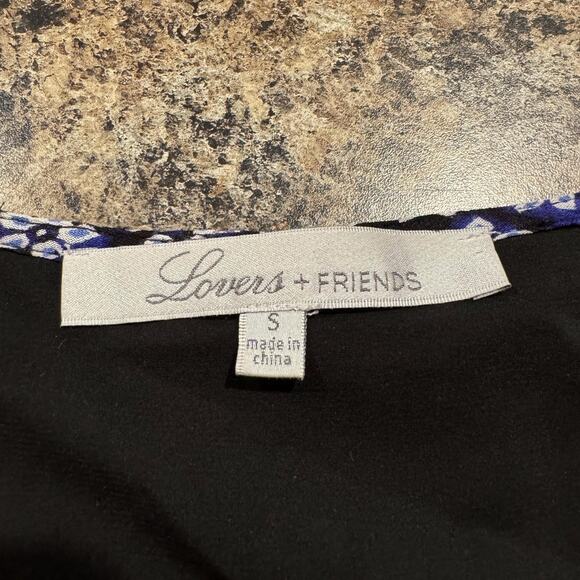 Lovers + FRIENDS
S
made in
china